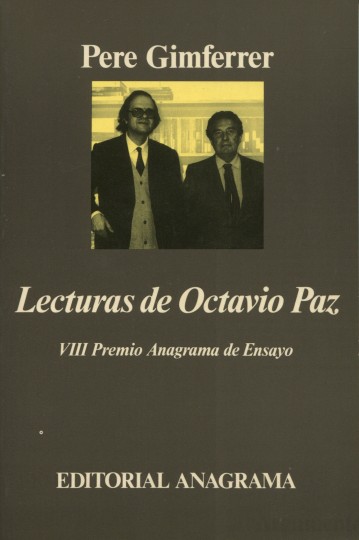 Pere Gimferrer
Lecturas de Octavio Paz
VIII Premio Anagrama de Ensayo
EDITORIAL ANAGRAMA